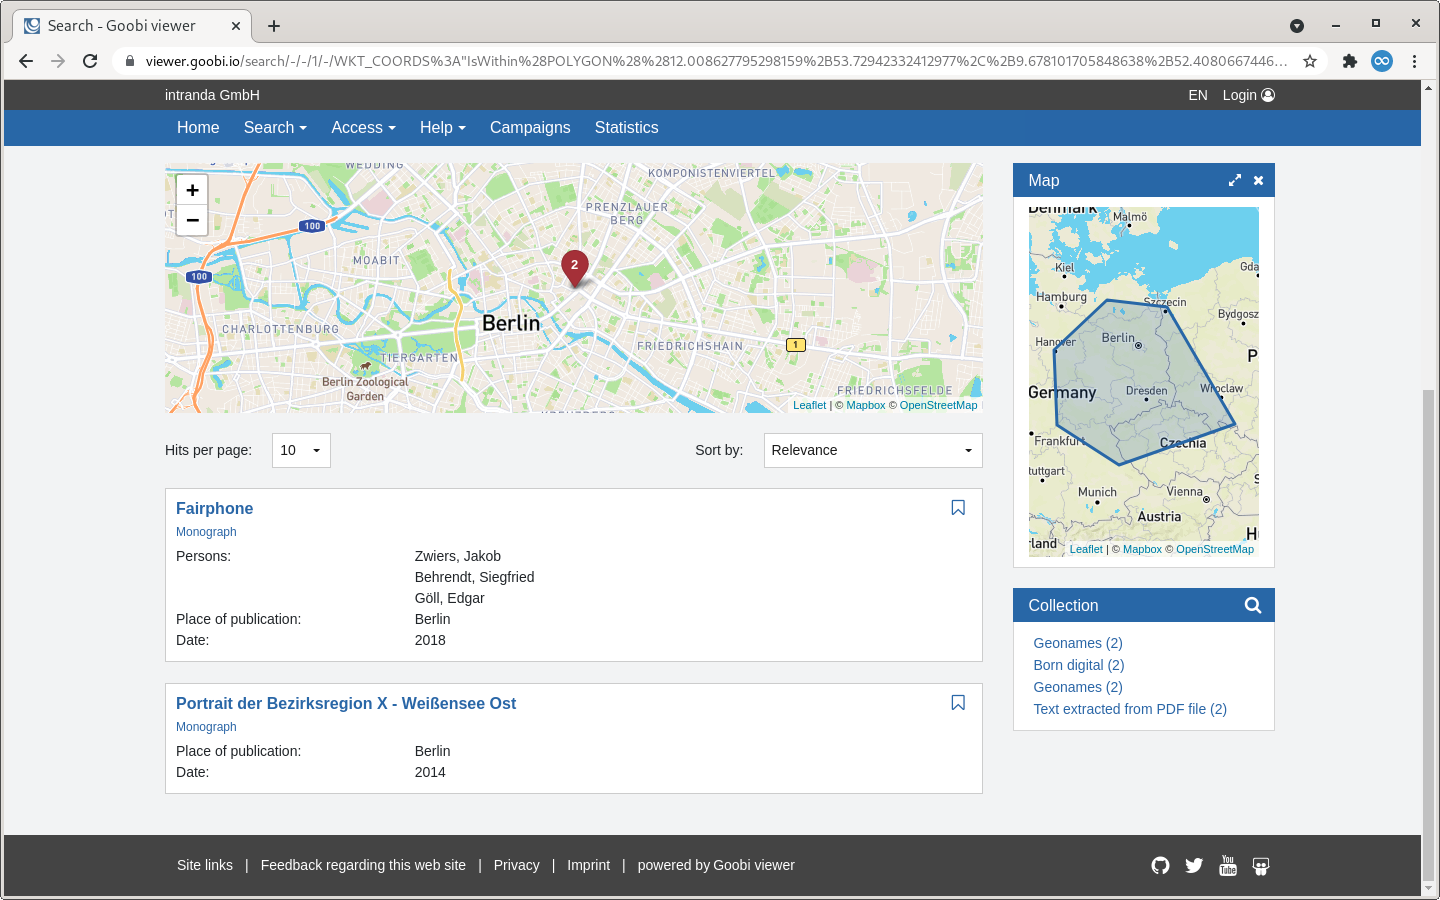 Search - Goobi viewer
viewer.goobi.io/search/-/-/1/-/WKT_COORDS%3A"IsWithin%28POLYGON%28%2812.008627795298159%2B53.72942332412977%2C%2B9.678101705848638%2B52.4080667446...
intranda GmbH
EN Login
Home Search Access Help Campaigns Statistics
+
−
WEDDING
KOMPONISTENVIERTEL
PRENZLAUER
BERG
100
MOABIT
2
100
Berlin
CHARLOTTENBURG
FRIEDRICHSHAIN
1
TIERGARTEN
Berlin Zoological
Garden
FRIEDRICHSFELDE
Leaflet | © Mapbox © OpenStreetMap
Map
Denmark
Malmö
Kiel
Gda
Hamburg
Szczecin
Bydgosz
Hanover
Berlin
P
Germany
Dresden
Wroclaw
Frankfurt
Czechia
tuttgart
Munich
Vienna
S
Austria
rland
H
Leaflet | © Mapbox © OpenStreetMap
Hits per page: 10 Sort by: Relevance
Fairphone
Monograph
Persons: Zwiers, Jakob
Behrendt, Siegfried
Göll, Edgar
Place of publication: Berlin
Date: 2018
Portrait der Bezirksregion X - Weißensee Ost
Monograph
Place of publication: Berlin
Date: 2014
Collection
Geonames (2)
Born digital (2)
Geonames (2)
Text extracted from PDF file (2)
Site links | Feedback regarding this web site | Privacy | Imprint | powered by Goobi viewer
You
Tube